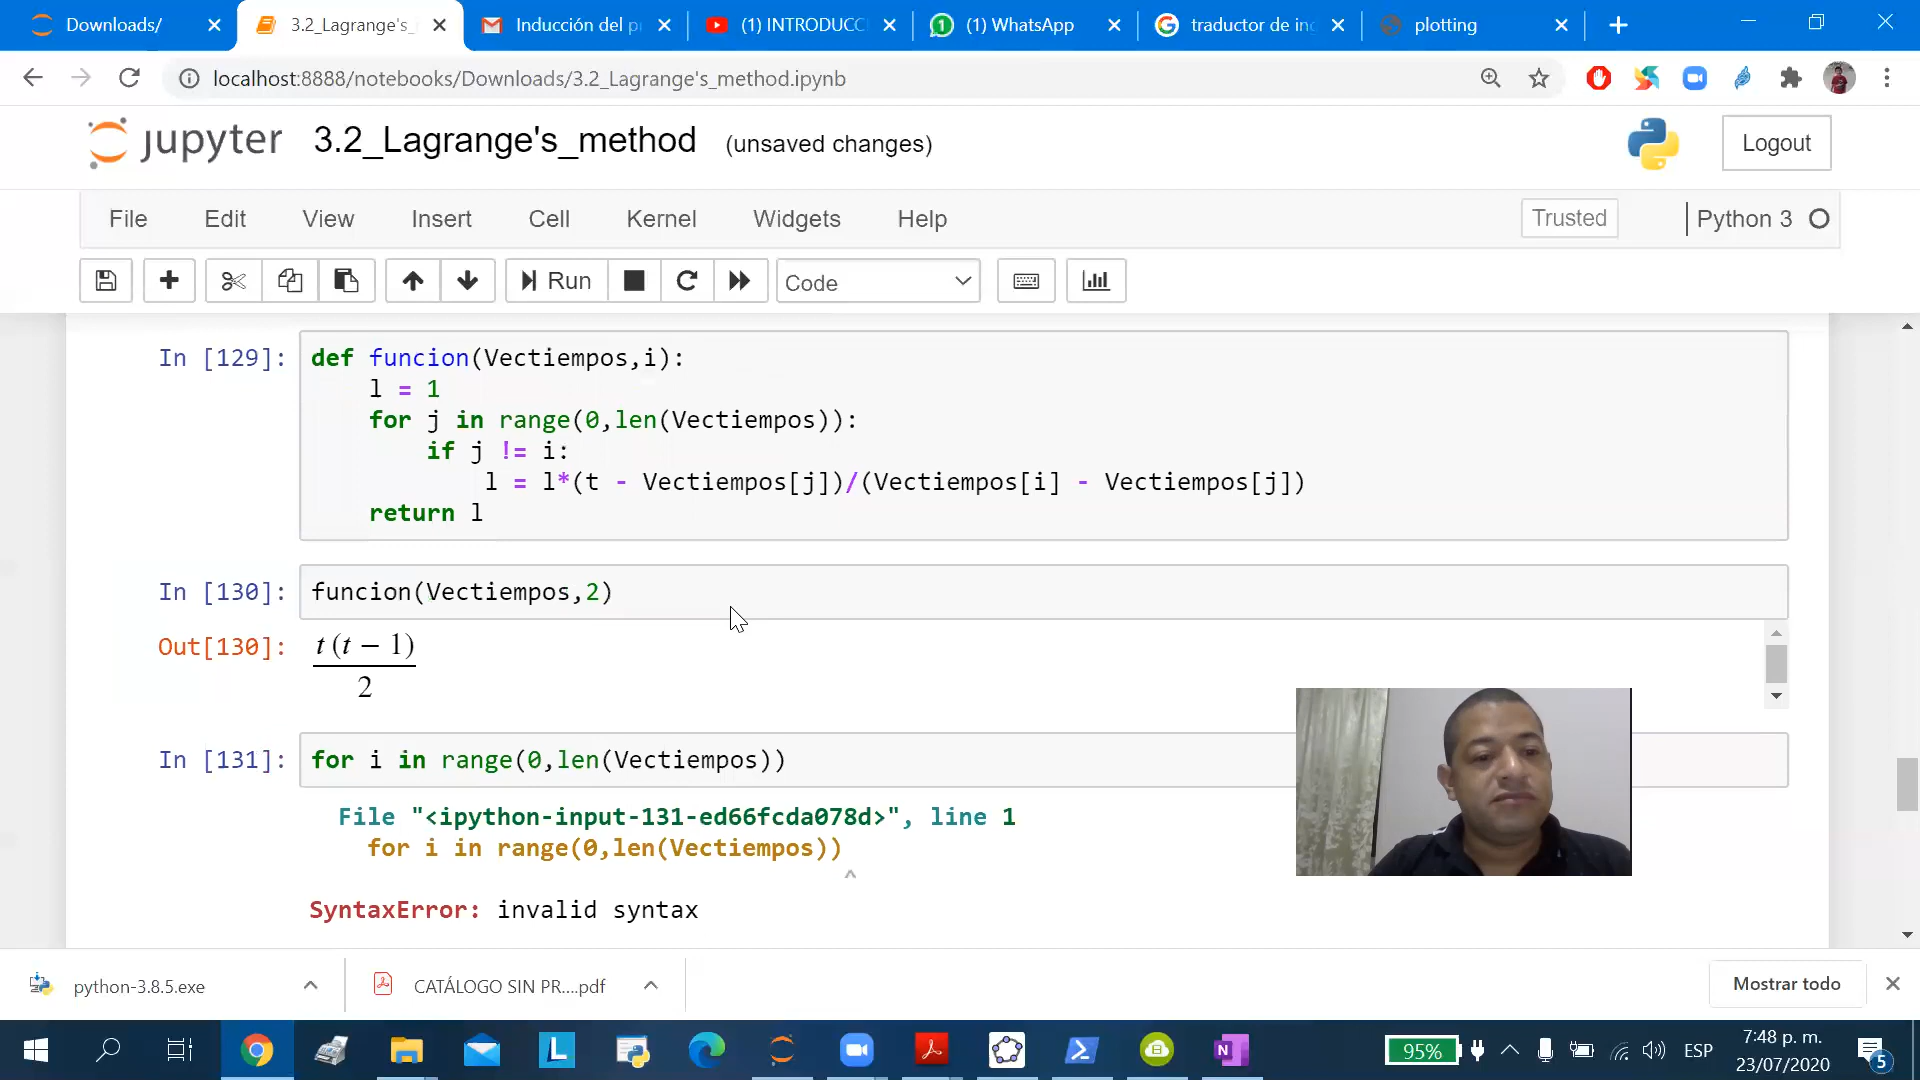 Downloads/
3.2_Lagrange's_
Inducción del p
(1) INTRODUCC
(1) WhatsApp
traductor de in
plotting
localhost:8888/notebooks/Downloads/3.2_Lagrange's_method.ipynb
jupyter 3.2_Lagrange's_method (unsaved changes)
Logout
File Edit View Insert Cell Kernel Widgets Help
Trusted
Python 3
Run
Code
In [129]:
def funcion(Vectiempos,i):
l = 1
for j in range(0,len(Vectiempos)):
if j != i:
l = l*(t - Vectiempos[j])/(Vectiempos[i] - Vectiempos[j])
return l
In [130]: funcion(Vectiempos,2)
Out[130]: t (t − 1)
2
In [131]: for i in range(0,len(Vectiempos))
File "<ipython-input-131-ed66fcda078d>", line 1
for i in range(0,len(Vectiempos))
^
SyntaxError: invalid syntax
python-3.8.5.exe
CATÁLOGO SIN PR....pdf
Mostrar todo
95%
ESP
7:48 p. m.
23/07/2020
5